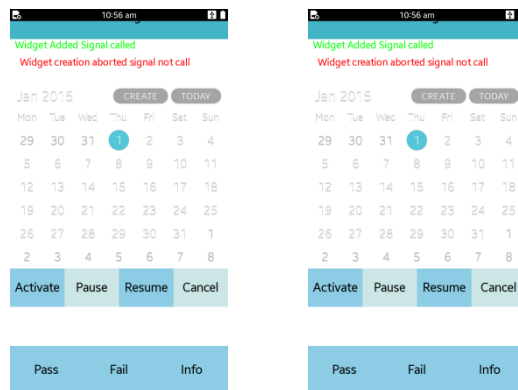 10:56 am
Widget Added Signal called
Widget creation aborted signal not call
Jan 2015 CREATE TODAY
Mon Tue Wed Thu Fri Sat Sun
29 30 31 1 2 3 4
5 6 7 8 9 10 11
12 13 14 15 16 17 18
19 20 21 22 23 24 25
26 27 28 29 30 31 1
2 3 4 5 6 7 8
Activate Pause Resume Cancel
Pass Fail Info
10:56 am
Widget Added Signal called
Widget creation aborted signal not call
Jan 2015 CREATE TODAY
Mon Tue Wed Thu Fri Sat Sun
29 30 31 1 2 3 4
5 6 7 8 9 10 11
12 13 14 15 16 17 18
19 20 21 22 23 24 25
26 27 28 29 30 31 1
2 3 4 5 6 7 8
Activate Pause Resume Cancel
Pass Fail Info